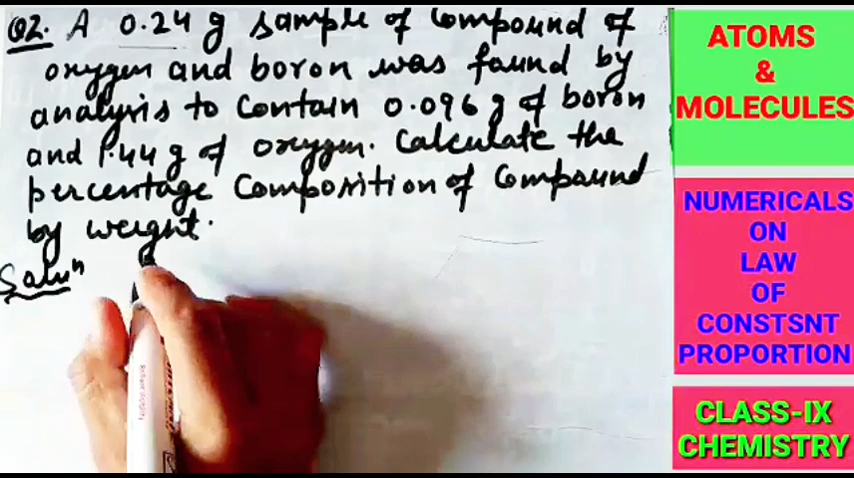 Q2. A 0.24 g sample of compound of
oxygen and boron was found by
analysis to contain 0.096 g of boron
and 1.44 g of oxygen. Calculate the
percentage composition of compound
by weight.
Soluⁿ
ATOMS
&
MOLECULES
NUMERICALS
ON
LAW
OF
CONSTSNT
PROPORTION
CLASS-IX
CHEMISTRY